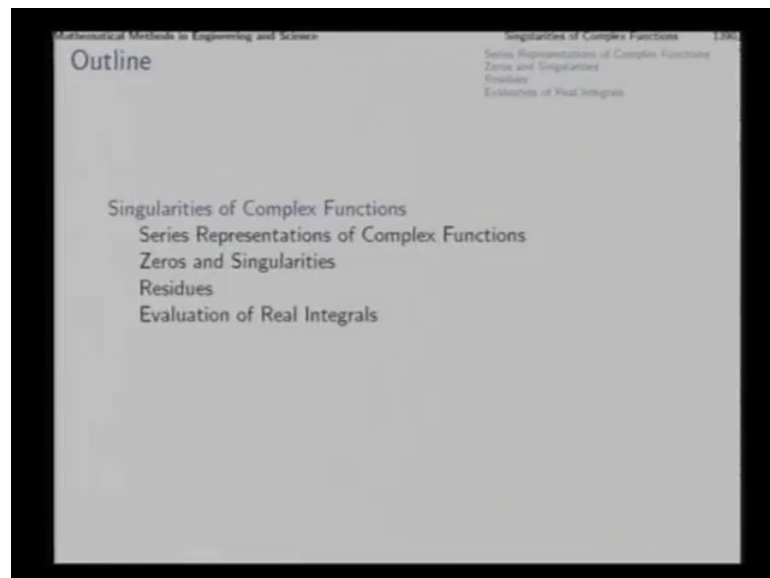 Mathematical Methods in Engineering and Science
Singularities of Complex Functions
Outline
Series Representations of Complex Functions
Zeros and Singularities
Residues
Evaluation of Real Integrals
Singularities of Complex Functions
Series Representations of Complex Functions
Zeros and Singularities
Residues
Evaluation of Real Integrals